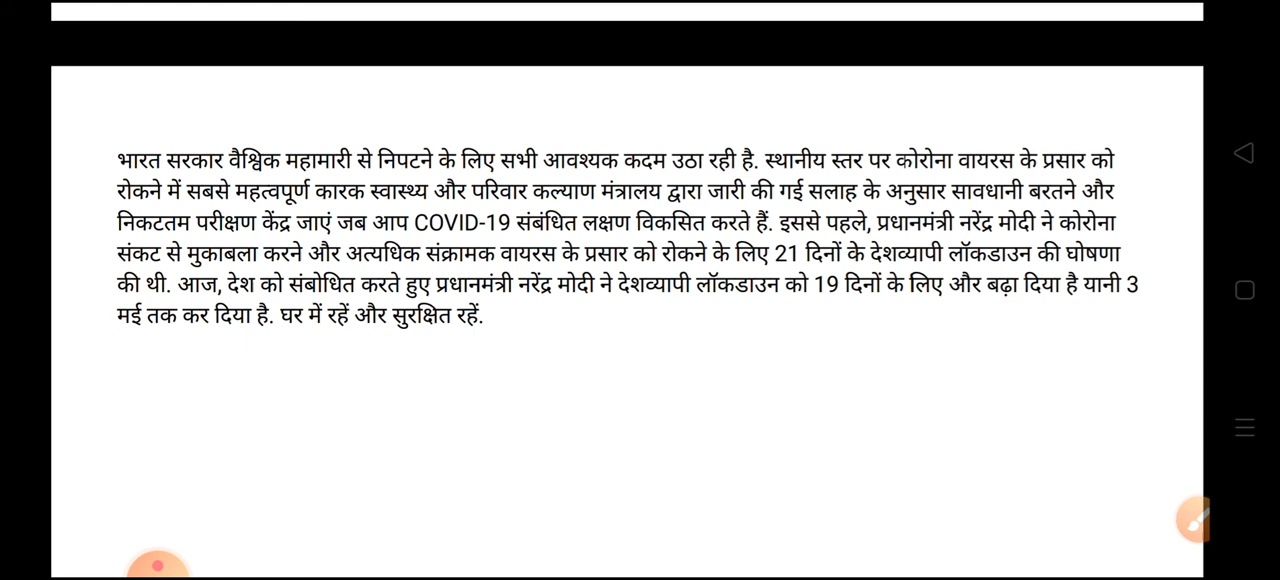 भारत सरकार वैश्विक महामारी से निपटने के लिए सभी आवश्यक कदम उठा रही है. स्थानीय स्तर पर कोरोना वायरस के प्रसार को
रोकने में सबसे महत्वपूर्ण कारक स्वास्थ्य और परिवार कल्याण मंत्रालय द्वारा जारी की गई सलाह के अनुसार सावधानी बरतने और
निकटतम परीक्षण केंद्र जाएं जब आप COVID-19 संबंधित लक्षण विकसित करते हैं. इससे पहले, प्रधानमंत्री नरेंद्र मोदी ने कोरोना
संकट से मुकाबला करने और अत्यधिक संक्रामक वायरस के प्रसार को रोकने के लिए 21 दिनों के देशव्यापी लॉकडाउन की घोषणा
की थी. आज, देश को संबोधित करते हुए प्रधानमंत्री नरेंद्र मोदी ने देशव्यापी लॉकडाउन को 19 दिनों के लिए और बढ़ा दिया है यानी 3
मई तक कर दिया है. घर में रहें और सुरक्षित रहें.